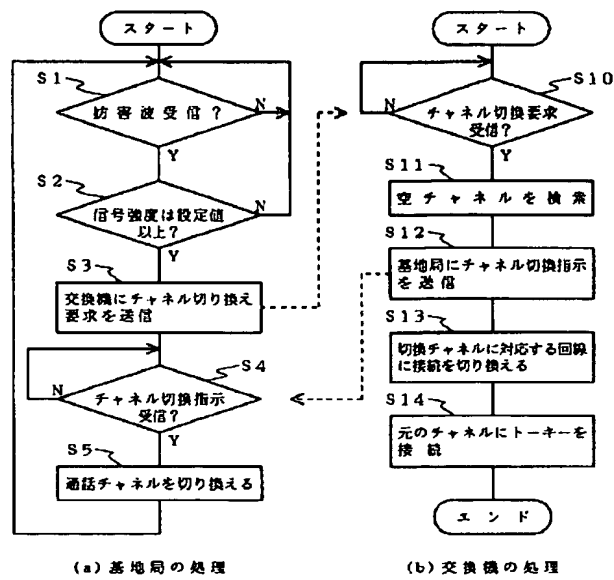 スタート
S1
妨害波受信?
N
Y
S2
信号強度は設定値
以上?
N
Y
S3
交換機にチャネル切り換え
要求を送信
S4
N
チャネル切換指示
受信?
Y
S5
通話チャネルを切り換える
(a) 基地局の処理
スタート
S10
N
チャネル切換要求
受信?
Y
S11
空チャネルを検索
S12
基地局にチャネル切換指示
を送信
S13
切換チャネルに対応する回線
に接続を切り換える
S14
元のチャネルにトーキーを
接続
エンド
(b) 交換機の処理